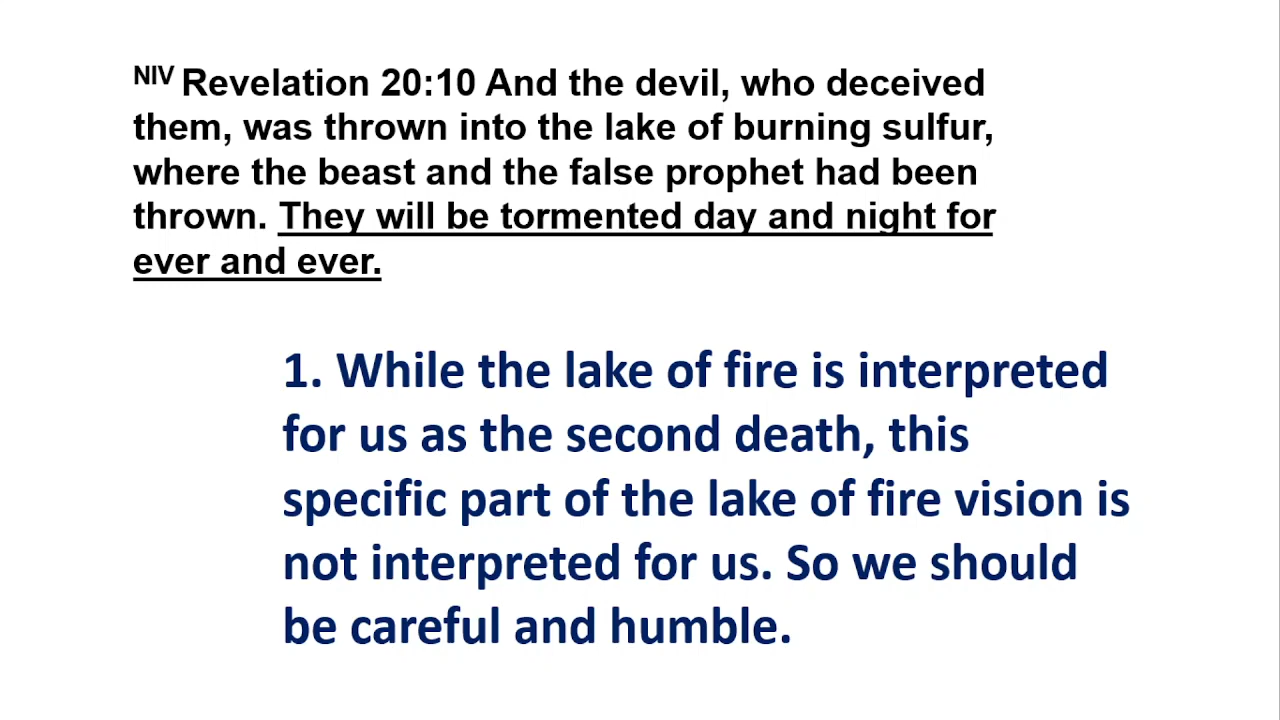 NIV Revelation 20:10 And the devil, who deceived
them, was thrown into the lake of burning sulfur,
where the beast and the false prophet had been
thrown. They will be tormented day and night for
ever and ever.
1. While the lake of fire is interpreted
for us as the second death, this
specific part of the lake of fire vision is
not interpreted for us. So we should
be careful and humble.